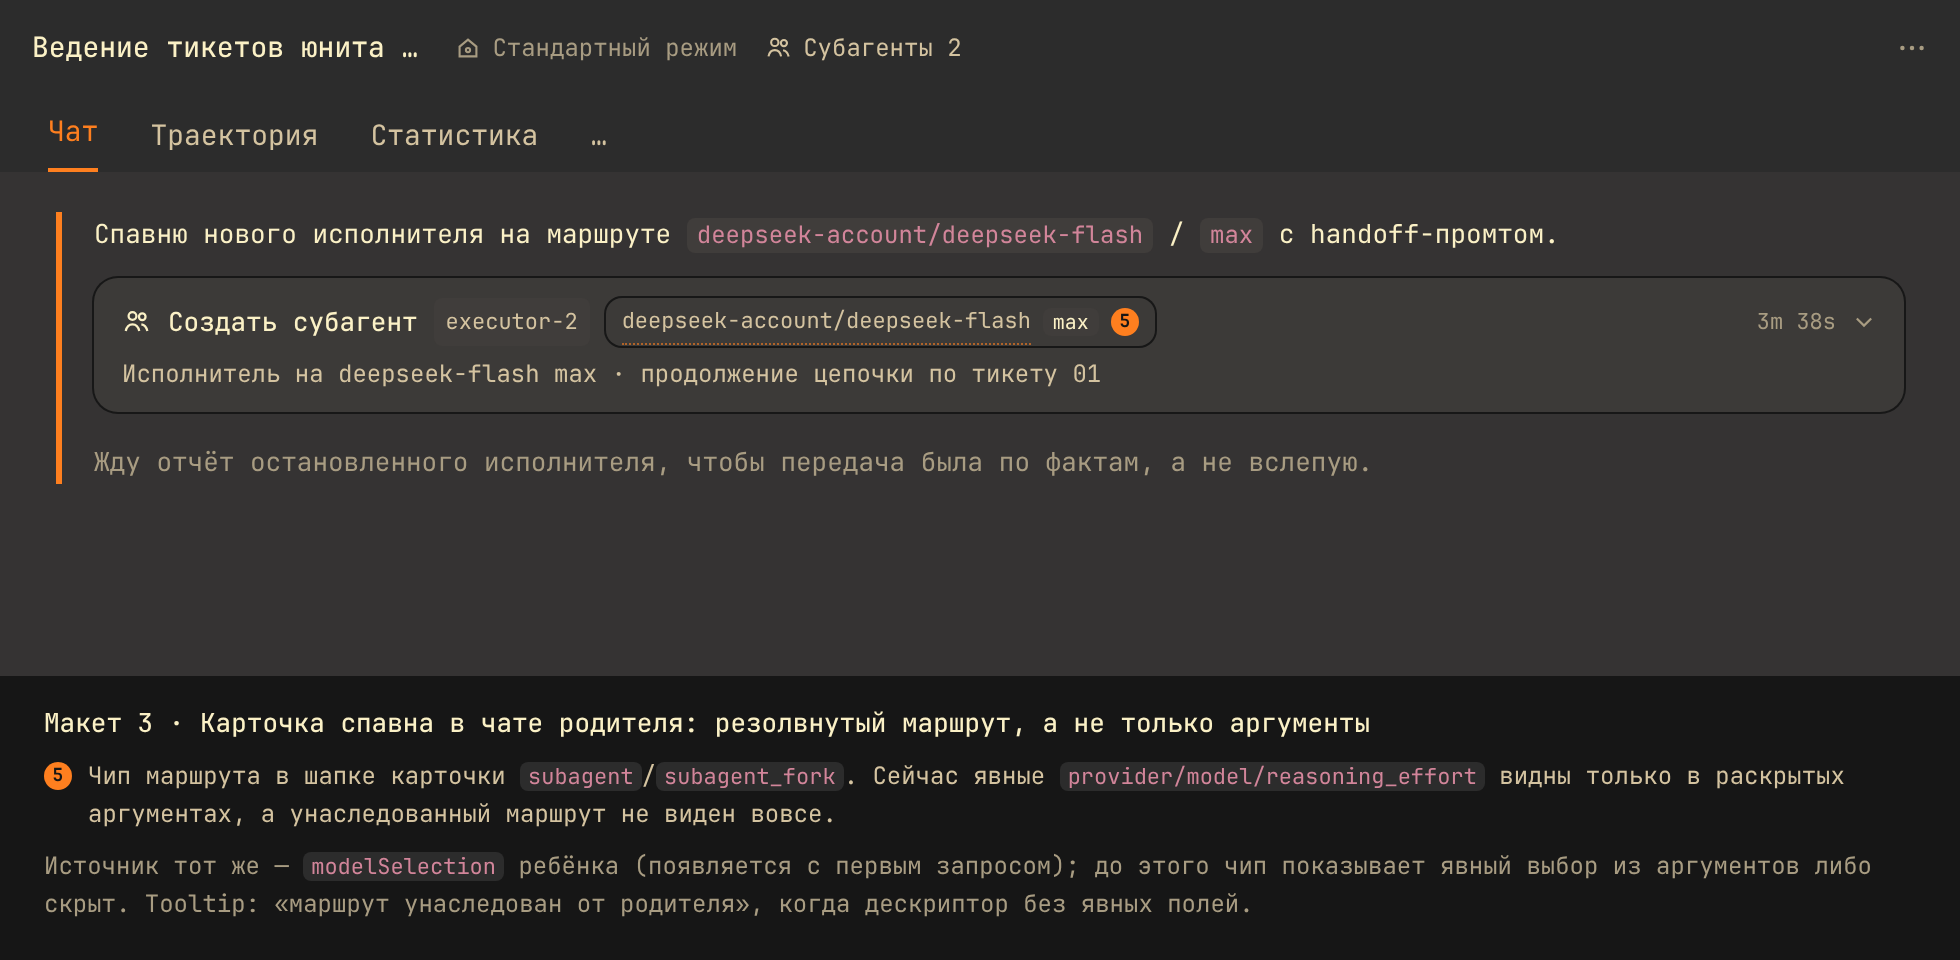 Ведение тикетов юнита …
Стандартный режим
Субагенты 2
Чат
Траектория
Статистика
…
Спавню нового исполнителя на маршруте deepseek-account/deepseek-flash / max с handoff-промтом.
Создать субагент executor-2 deepseek-account/deepseek-flash max 5 3m 38s
Исполнитель на deepseek-flash max · продолжение цепочки по тикету 01
Жду отчёт остановленного исполнителя, чтобы передача была по фактам, а не вслепую.
Макет 3 · Карточка спавна в чате родителя: резолвнутый маршрут, а не только аргументы
5 Чип маршрута в шапке карточки subagent/subagent_fork. Сейчас явные provider/model/reasoning_effort видны только в раскрытых
аргументах, а унаследованный маршрут не виден вовсе.
Источник тот же — modelSelection ребёнка (появляется с первым запросом); до этого чип показывает явный выбор из аргументов либо
скрыт. Tooltip: «маршрут унаследован от родителя», когда дескриптор без явных полей.